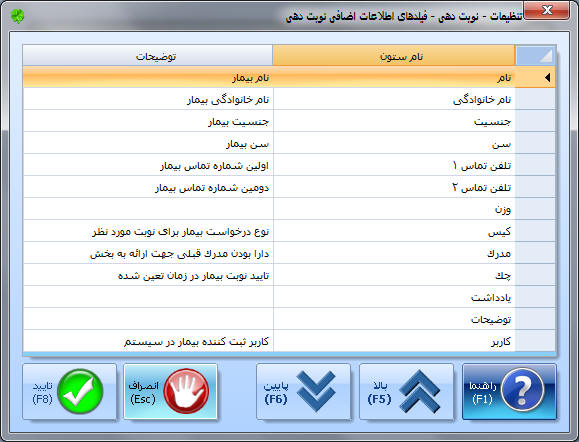 تنظیمات - نوبت دهی - فیلدهای اطلاعات اضافی نوبت دهی
نام ستون	توضیحات
نام	نام بیمار
نام خانوادگی	نام خانوادگی بیمار
جنسیت	جنسیت بیمار
سن	سن بیمار
تلفن تماس ۱	اولین شماره تماس بیمار
تلفن تماس ۲	دومین شماره تماس بیمار
وزن
کیس	نوع درخواست بیمار برای نوبت مورد نظر
مدرك	دارا بودن مدرك قبلی جهت ارائه به بخش
چك	تایید نوبت بیمار در زمان تعین شده
یادداشت
توضیحات
کاربر	کاربر ثبت کننده بیمار در سیستم
راهنما
(F1)
بالا
(F5)
پایین
(F6)
انصراف
(Esc)
تایید
(F8)